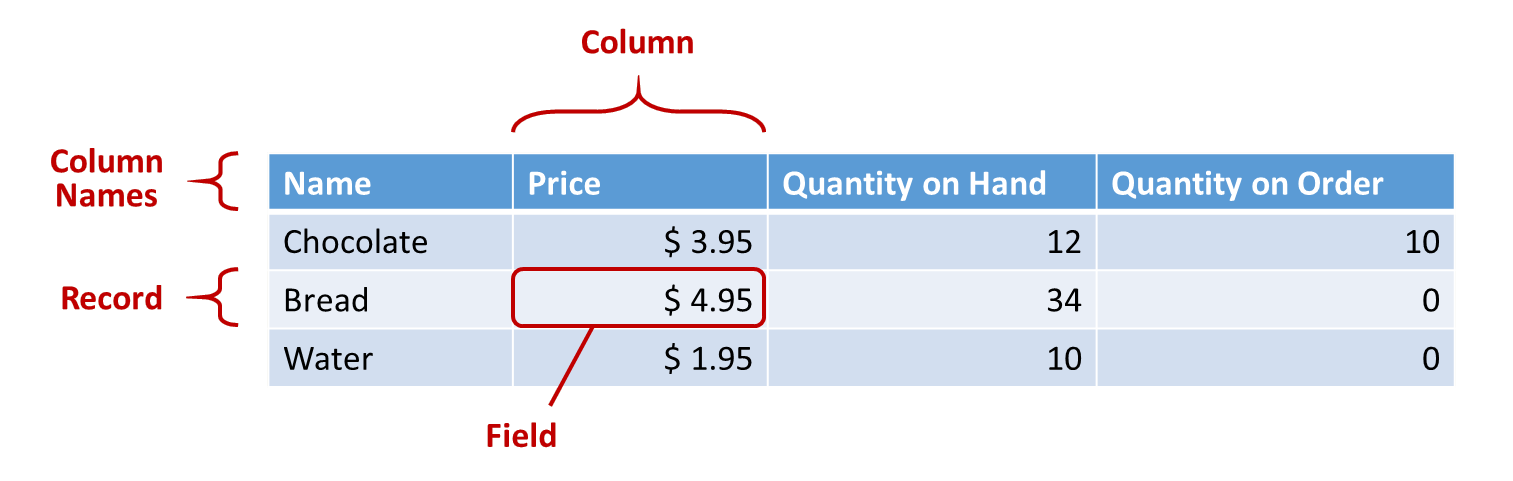 Column
Column
Names
Name Price Quantity on Hand Quantity on Order
Chocolate $ 3.95 12 10
Record
Bread $ 4.95 34 0
Water $ 1.95 10 0
Field